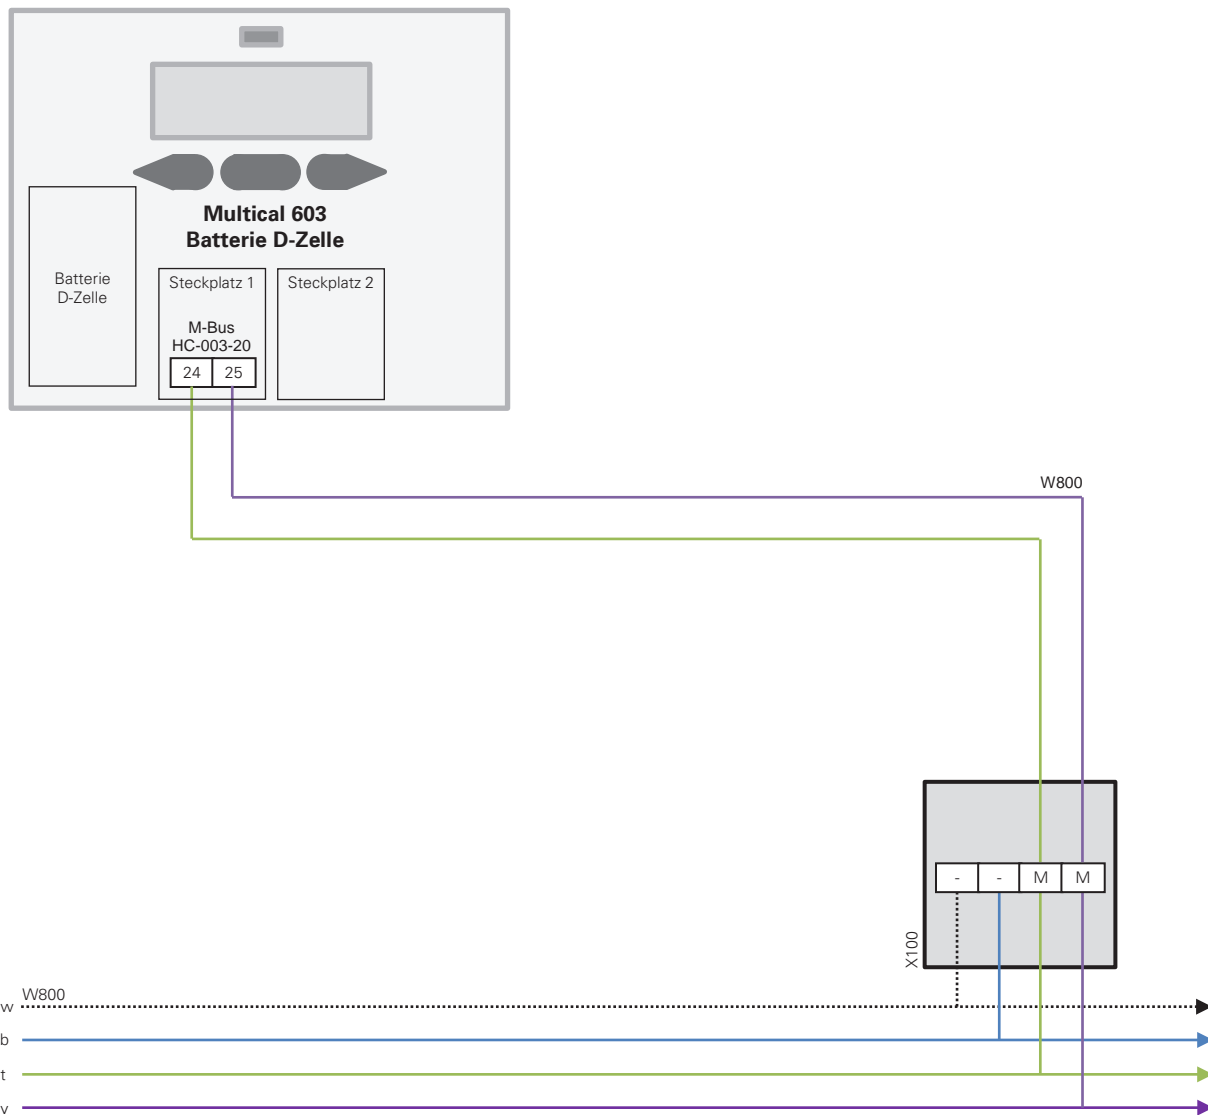 Multical 603
Batterie D-Zelle
Batterie
D-Zelle
Steckplatz 1
Steckplatz 2
M-Bus
HC-003-20
24 25
W800
- - M M
X100
W800
w
b
t
v